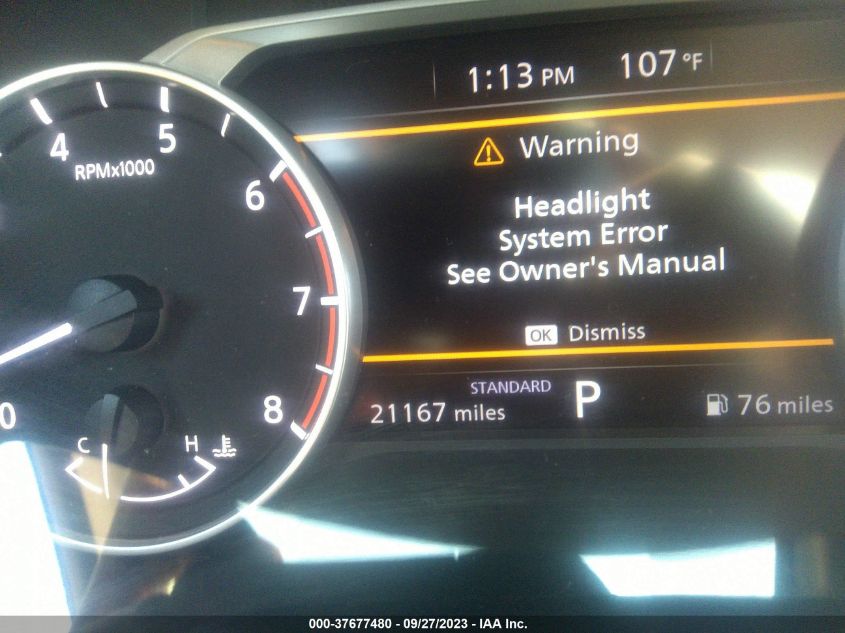 1:13 PM 107 °F
Warning
Headlight
System Error
See Owner's Manual
OK Dismiss
STANDARD
21167 miles P 76 miles
4 5
RPMx1000
6
7
8
0
C H
000-37677480 - 09/27/2023 - IAA Inc.